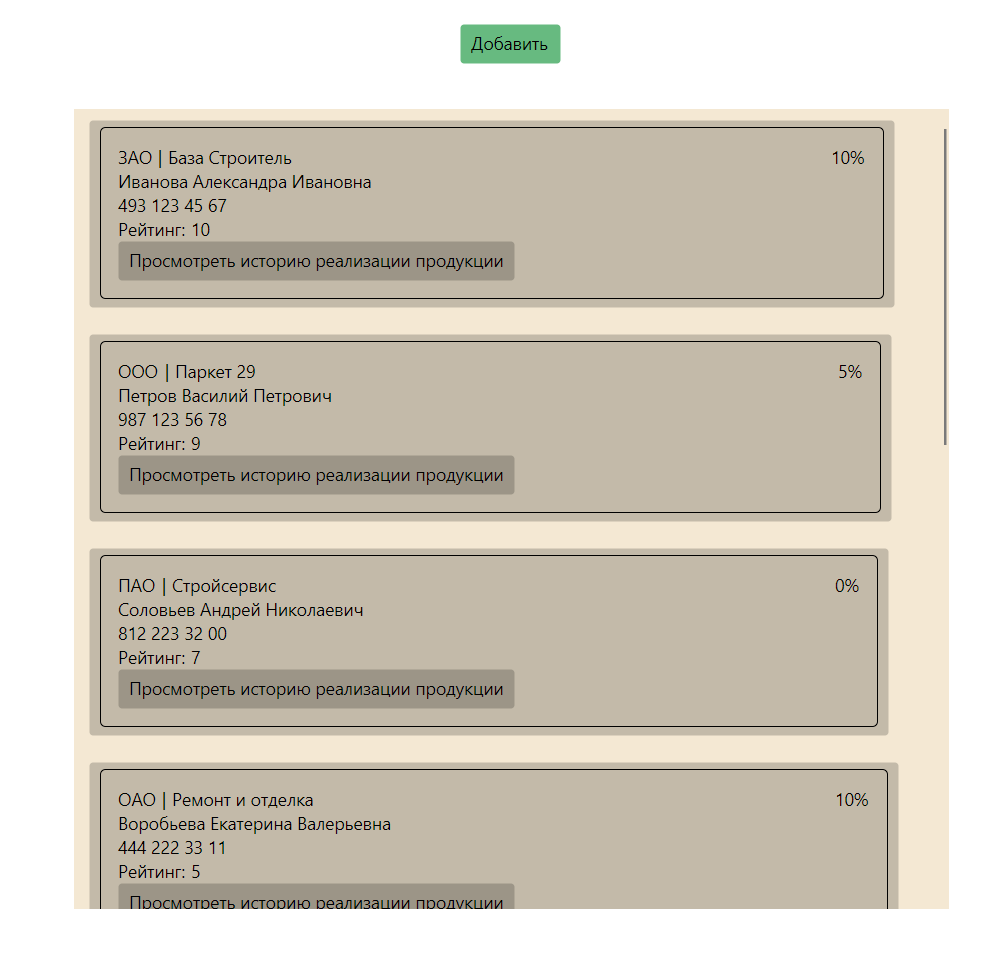 Добавить
ЗАО | База Строитель 10%
Иванова Александра Ивановна
493 123 45 67
Рейтинг: 10
Просмотреть историю реализации продукции
ООО | Паркет 29 5%
Петров Василий Петрович
987 123 56 78
Рейтинг: 9
Просмотреть историю реализации продукции
ПАО | Стройсервис 0%
Соловьев Андрей Николаевич
812 223 32 00
Рейтинг: 7
Просмотреть историю реализации продукции
ОАО | Ремонт и отделка 10%
Воробьева Екатерина Валерьевна
444 222 33 11
Рейтинг: 5
Просмотреть историю реализации продукции